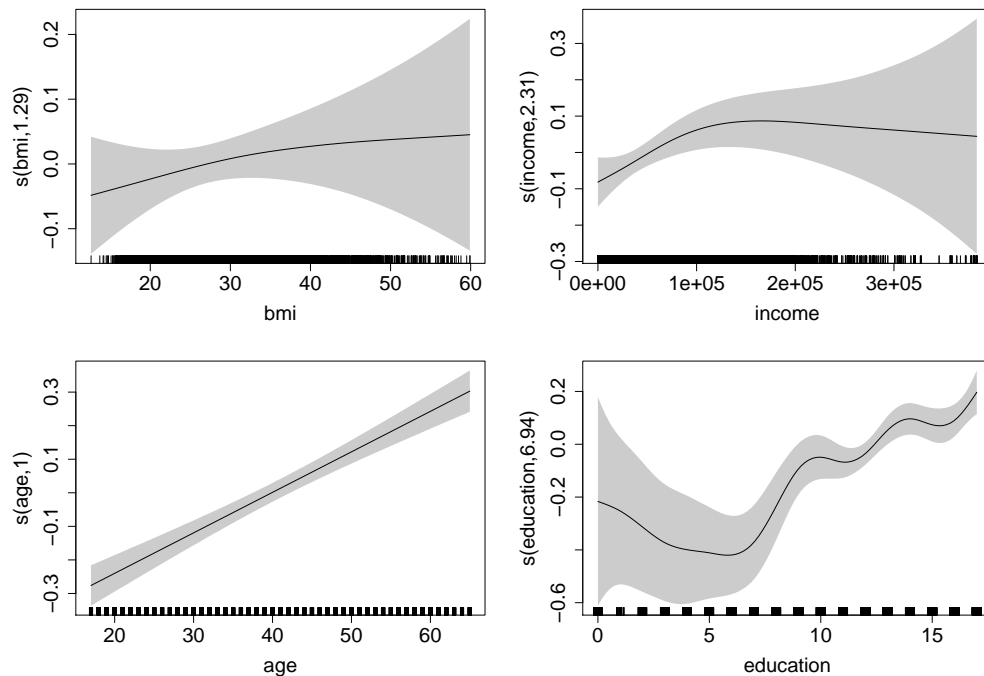 s(bmi,1.29)
0.2
0.1
0.0
−0.1
20 30 40 50 60
bmi
s(income,2.31)
0.3
0.1
−0.1
−0.3
0e+00 1e+05 2e+05 3e+05
income
s(age,1)
0.3
0.1
−0.1
−0.3
20 30 40 50 60
age
s(education,6.94)
0.2
0.0
−0.2
−0.6
0 5 10 15
education